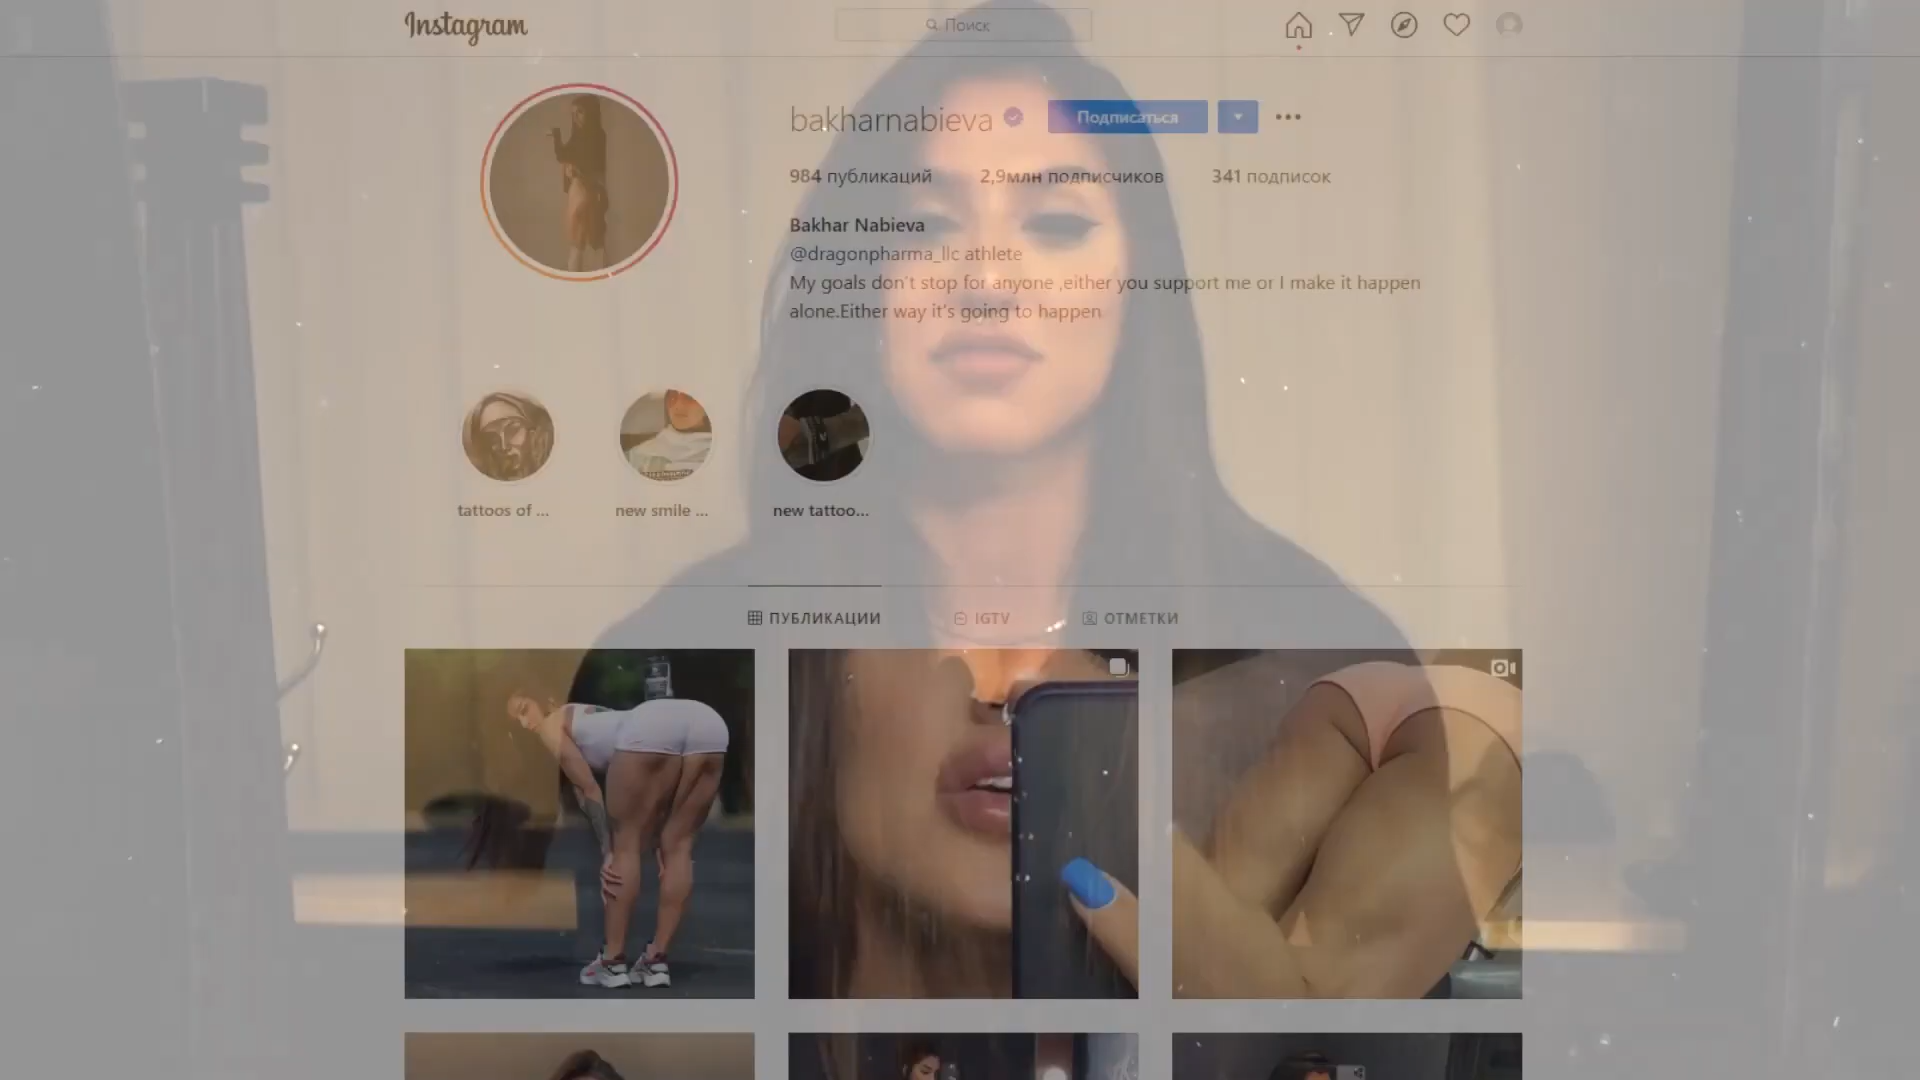 Instagram
Поиск
bakharnabieva
Подписаться
984 публикаций 2,9млн подписчиков 341 подписок
Bakhar Nabieva
@dragonpharma_llc athlete
My goals don't stop for anyone ,either you support me or I make it happen
alone.Either way it's going to happen
tattoos of ... new smile ... new tattoo...
ПУБЛИКАЦИИ IGTV ОТМЕТКИ